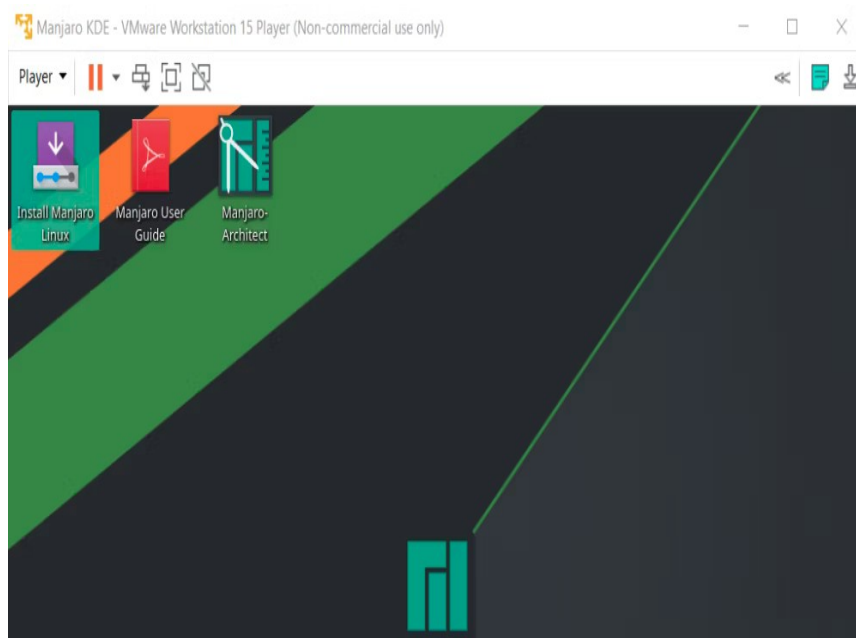 Manjaro KDE - VMware Workstation 15 Player (Non-commercial use only)
Player
Install Manjaro
Linux
Manjaro User
Guide
Manjaro-
Architect